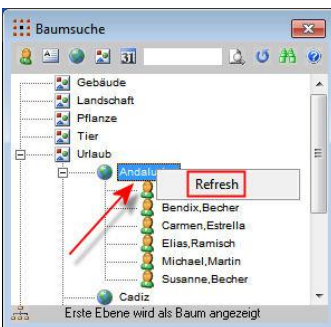 Baumsuche
31
Gebäude
Landschaft
Pflanze
Tier
Urlaub
Refresh
Bendix,Becher
Carmen,Estrella
Elias,Ramisch
Michael,Martin
Susanne,Becher
Cadiz
Erste Ebene wird als Baum angezeigt